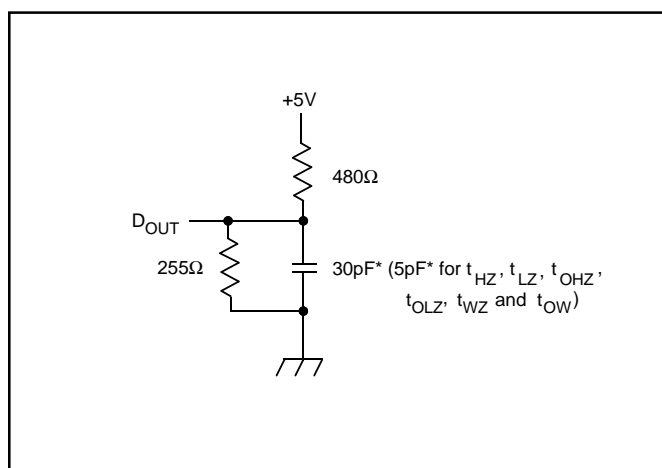 +5V
480Ω
DOUT
255Ω
30pF* (5pF* for tHZ, tLZ, tOHZ,
tOLZ, tWZ and tOW)